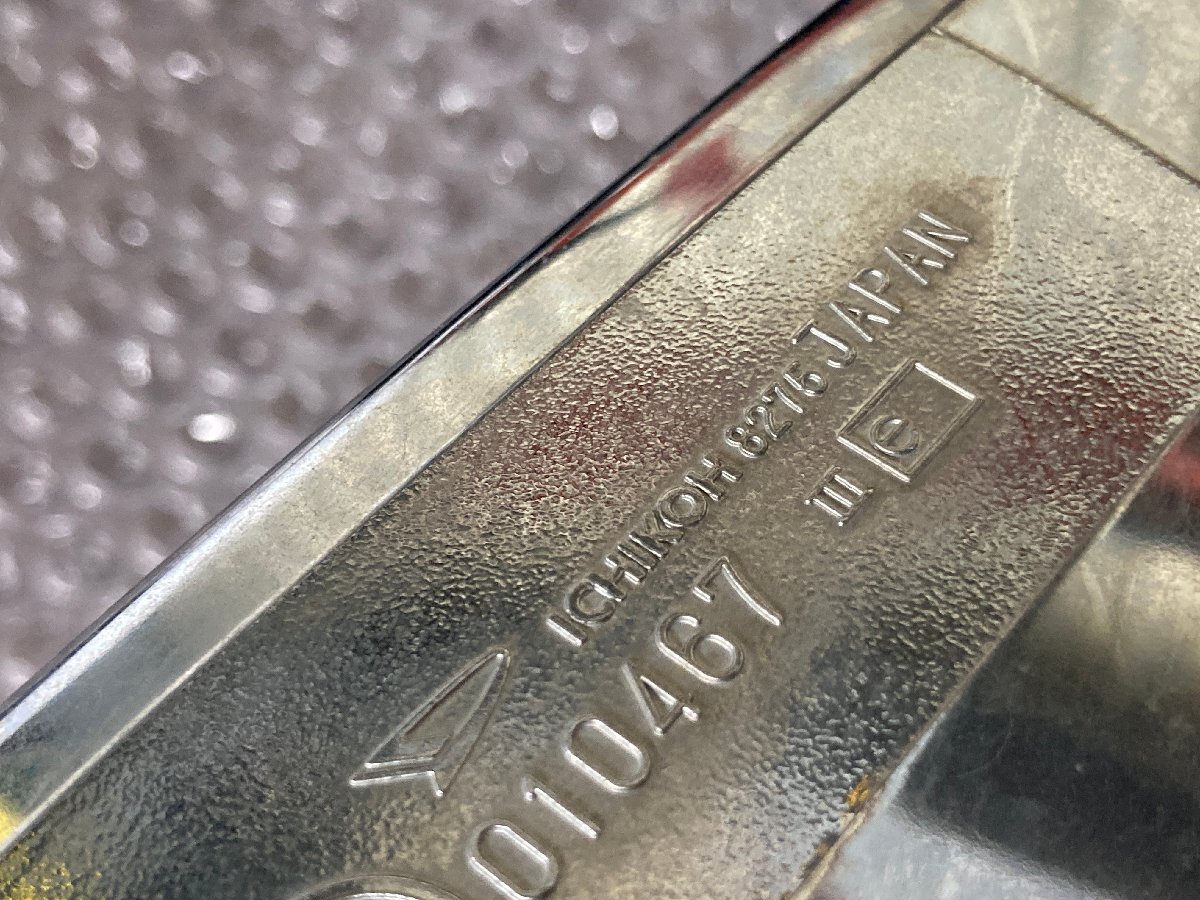 ICHIKOH 8276 JAPAN
III e
010467